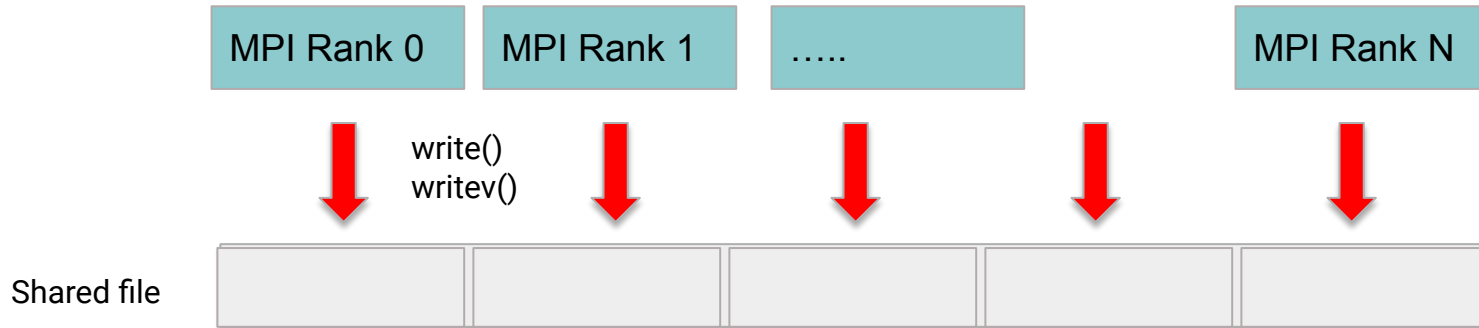 MPI Rank 0
MPI Rank 1
…..
MPI Rank N
write()
writev()
Shared file